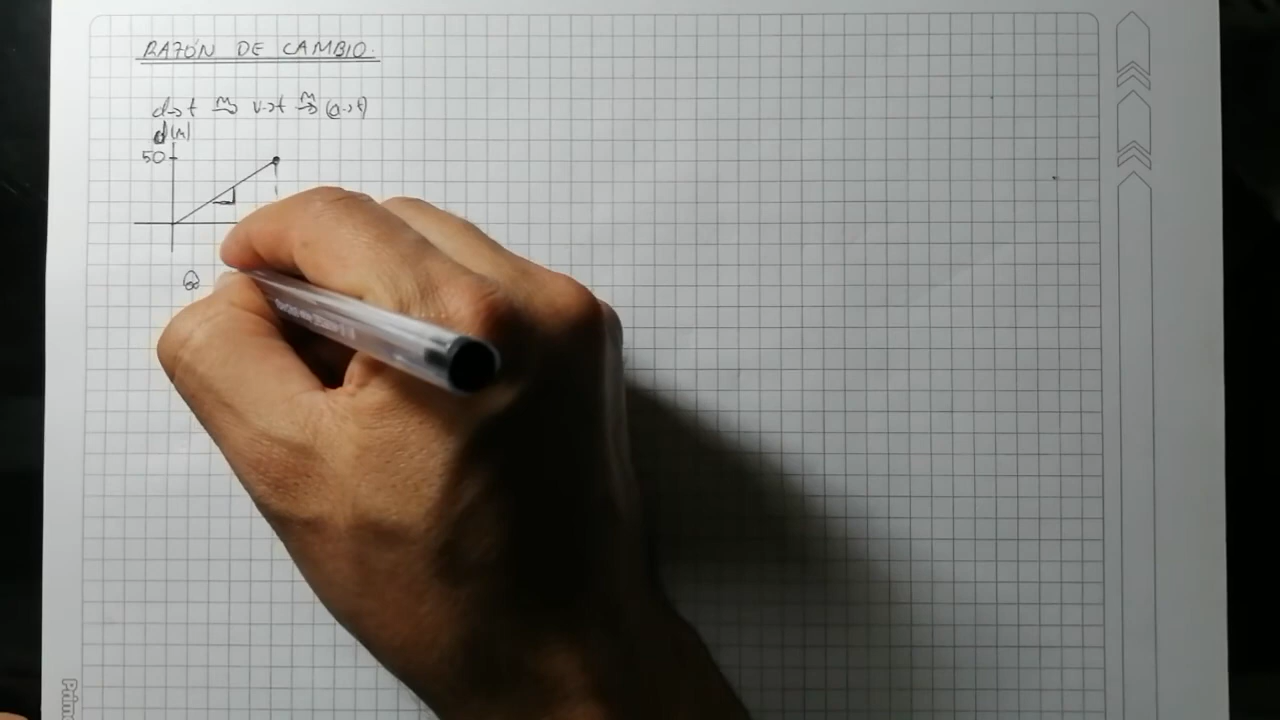 RAZÓN DE CAMBIO.
d→t m→ v→t m→ (a→t)
d(m)
50